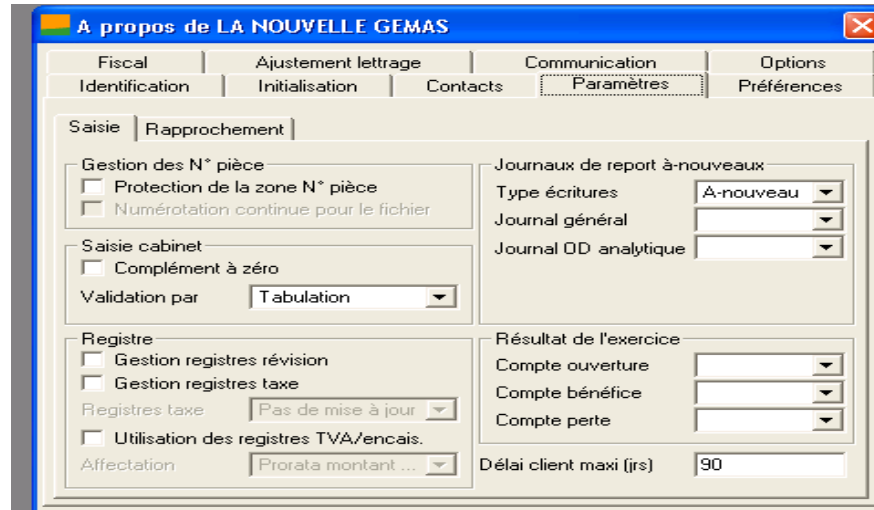 A propos de LA NOUVELLE GEMAS
Fiscal Ajustement lettrage Communication Options
Identification Initialisation Contacts Paramètres Préférences
Saisie Rapprochement
Gestion des N° pièce
Protection de la zone N° pièce
Numérotation continue pour le fichier
Saisie cabinet
Complément à zéro
Validation par Tabulation
Registre
Gestion registres révision
Gestion registres taxe
Registres taxe Pas de mise à jour
Utilisation des registres TVA/encais.
Affectation Prorata montant ...
Journaux de report à-nouveaux
Type écritures A-nouveau
Journal général
Journal OD analytique
Résultat de l'exercice
Compte ouverture
Compte bénéfice
Compte perte
Délai client maxi (jrs) 90